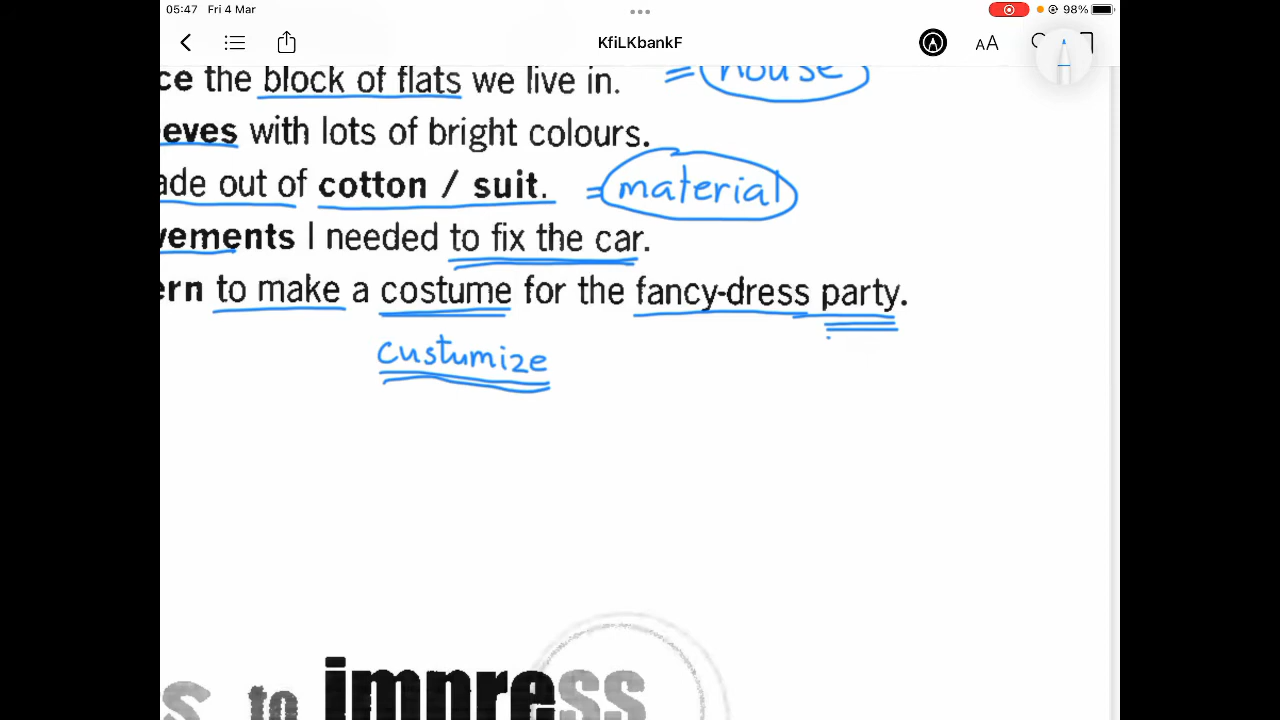 05:47 Fri 4 Mar 98%
KfiLKbankF AA
ce the block of flats we live in. = house
eves with lots of bright colours.
ade out of cotton / suit. = material
vements I needed to fix the car.
ern to make a costume for the fancy-dress party.
custumize
s to impress